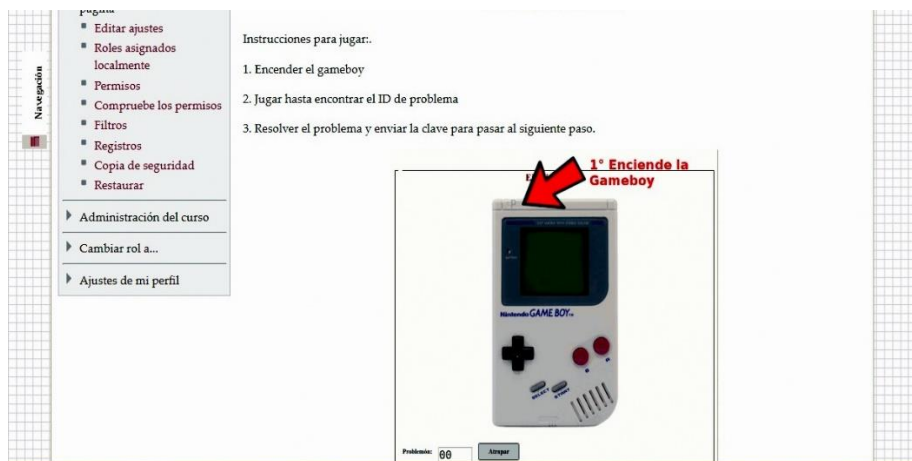 página
Editar ajustes
Roles asignados
localmente
Permisos
Compruebe los permisos
Filtros
Registros
Copia de seguridad
Restaurar
Administración del curso
Cambiar rol a...
Ajustes de mi perfil
Navegación
Instrucciones para jugar:.
1. Encender el gameboy
2. Jugar hasta encontrar el ID de problema
3. Resolver el problema y enviar la clave para pasar al siguiente paso.
1° Enciende la
Gameboy
Nintendo GAME BOY
SELECT START
Problemón: 00 Atrapar